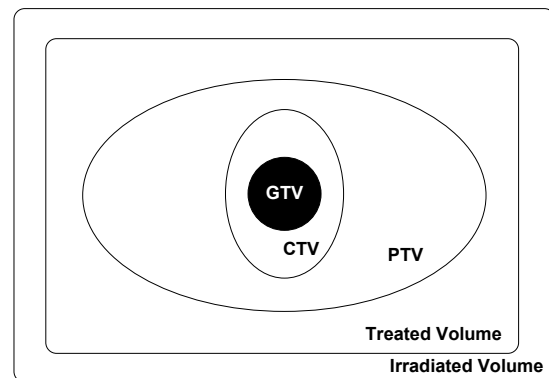 GTV
CTV
PTV
Treated Volume
Irradiated Volume